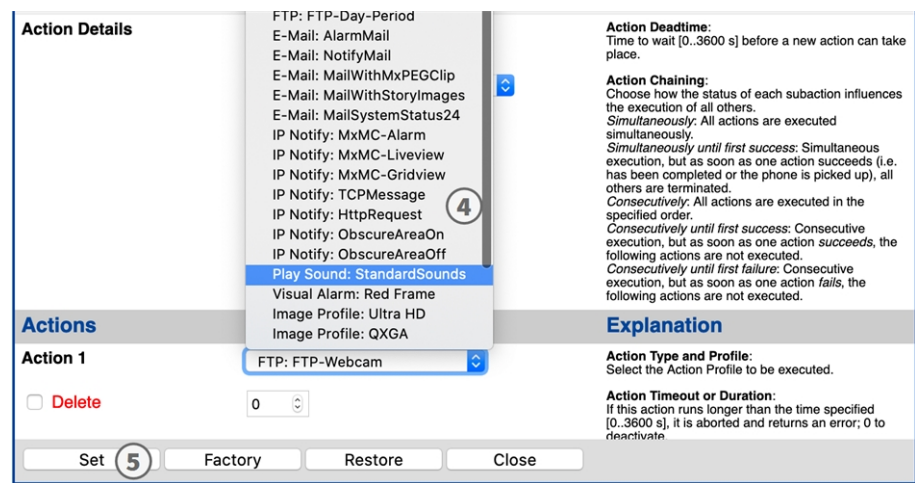 Action Details
FTP: FTP-Day-Period
E-Mail: AlarmMail
E-Mail: NotifyMail
E-Mail: MailWithMxPEGClip
E-Mail: MailWithStoryImages
E-Mail: MailSystemStatus24
IP Notify: MxMC-Alarm
IP Notify: MxMC-Liveview
IP Notify: MxMC-Gridview
IP Notify: TCPMessage
IP Notify: HttpRequest
IP Notify: ObscureAreaOn
IP Notify: ObscureAreaOff
Play Sound: StandardSounds
Visual Alarm: Red Frame
Image Profile: Ultra HD
Image Profile: QXGA
4
Action Deadtime:
Time to wait [0..3600 s] before a new action can take
place.
Action Chaining:
Choose how the status of each subaction influences
the execution of all others.
Simultaneously: All actions are executed
simultaneously.
Simultaneously until first success: Simultaneous
execution, but as soon as one action succeeds (i.e.
has been completed or the phone is picked up), all
others are terminated.
Consecutively: All actions are executed in the
specified order.
Consecutively until first success: Consecutive
execution, but as soon as one action succeeds, the
following actions are not executed.
Consecutively until first failure: Consecutive
execution, but as soon as one action fails, the
following actions are not executed.
Actions
Explanation
Action 1
FTP: FTP-Webcam
Action Type and Profile:
Select the Action Profile to be executed.
Delete
0
Action Timeout or Duration:
If this action runs longer than the time specified
[0..3600 s], it is aborted and returns an error; 0 to
deactivate.
Set
5
Factory
Restore
Close